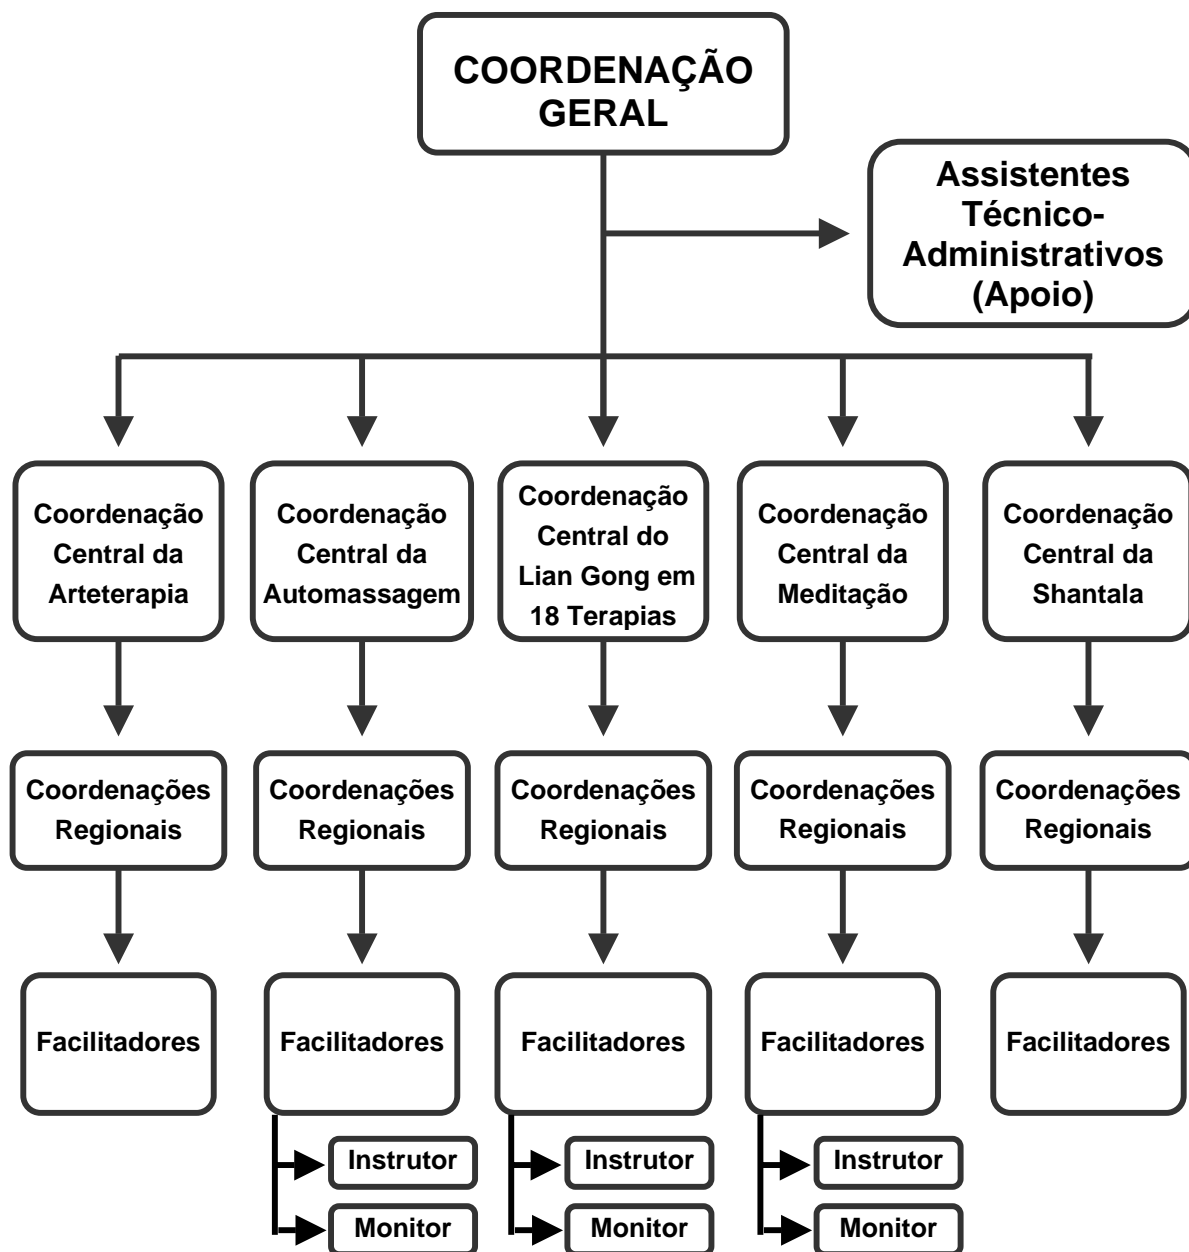 COORDENAÇÃO
GERAL
Assistentes
Técnico-
Administrativos
(Apoio)
Coordenação
Central da
Arteterapia
Coordenação
Central da
Automassagem
Coordenação
Central do
Lian Gong em
18 Terapias
Coordenação
Central da
Meditação
Coordenação
Central da
Shantala
Coordenações
Regionais
Coordenações
Regionais
Coordenações
Regionais
Coordenações
Regionais
Coordenações
Regionais
Facilitadores
Facilitadores
Facilitadores
Facilitadores
Facilitadores
Instrutor
Instrutor
Instrutor
Monitor
Monitor
Monitor